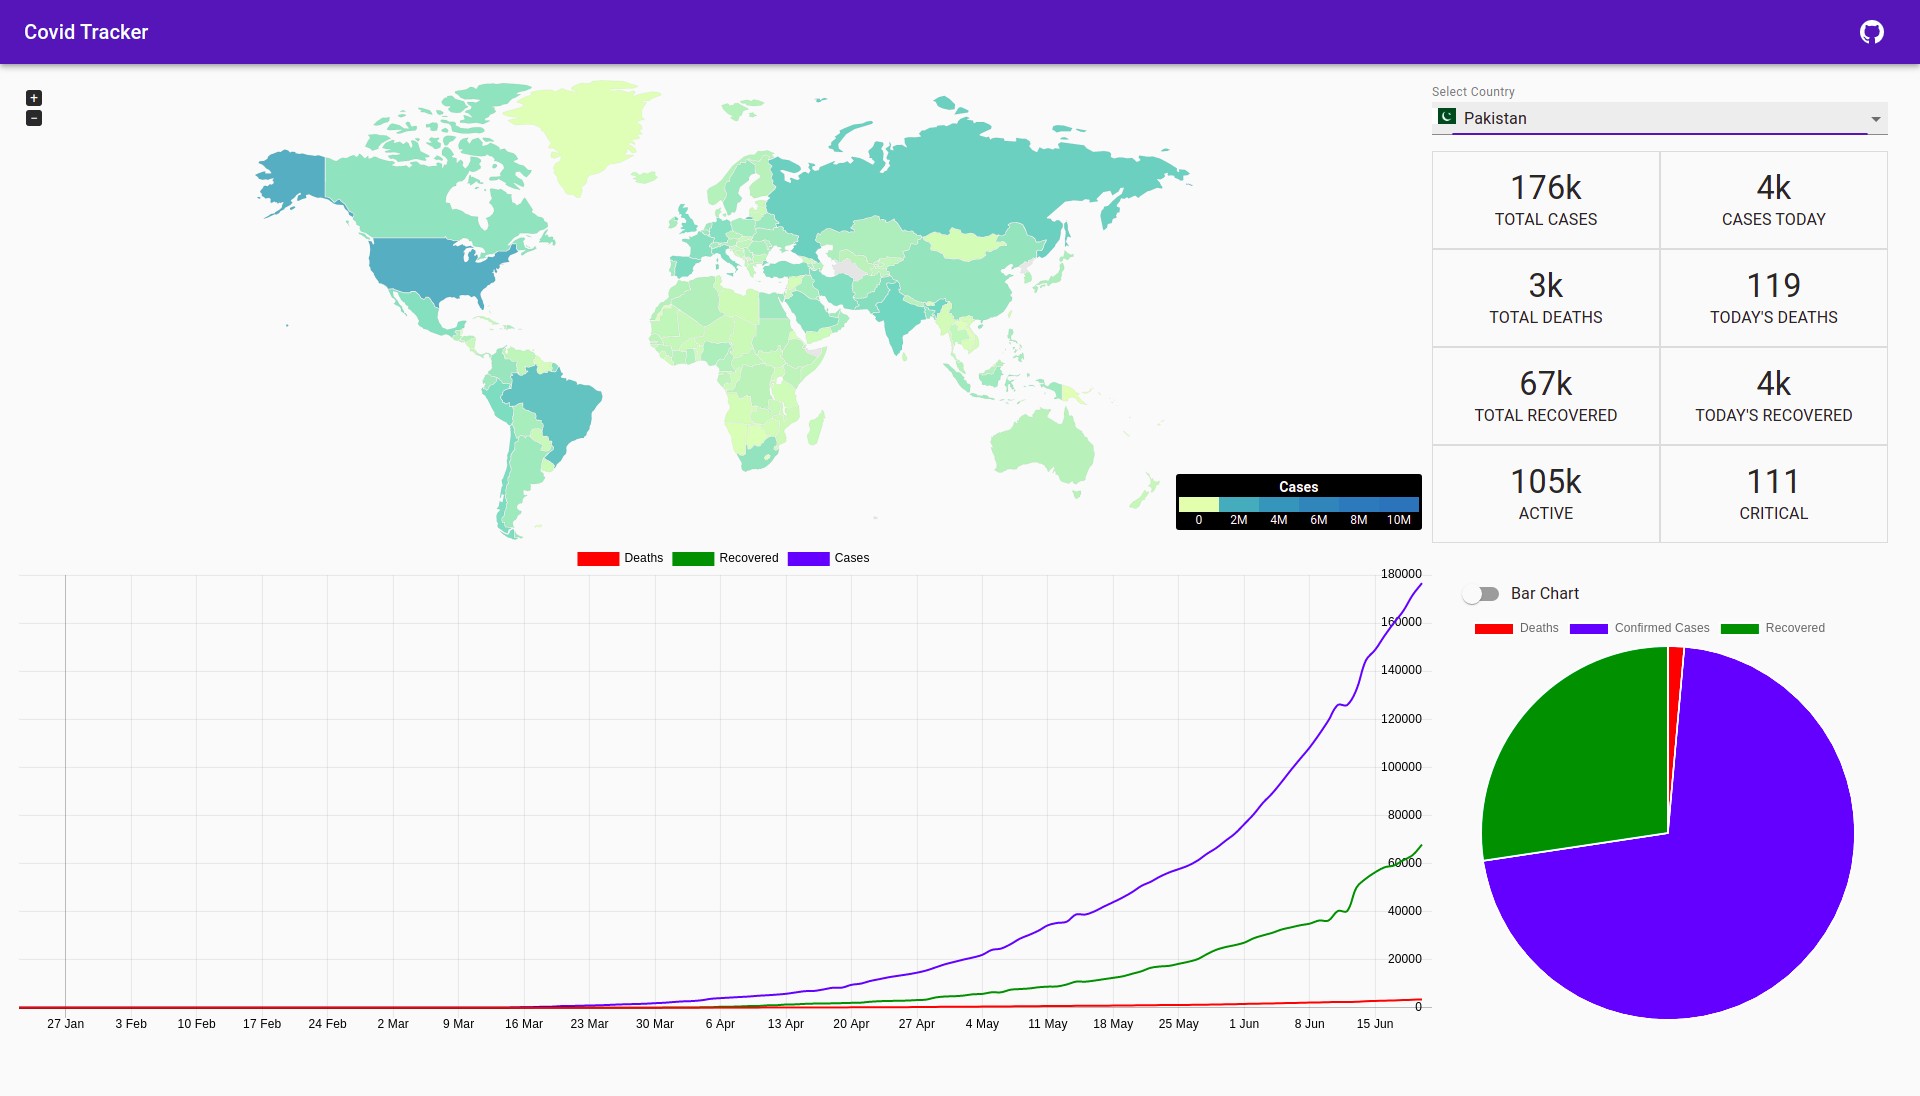 Covid Tracker
+
−
Select Country
Pakistan
176k
TOTAL CASES
4k
CASES TODAY
3k
TOTAL DEATHS
119
TODAY'S DEATHS
67k
TOTAL RECOVERED
4k
TODAY'S RECOVERED
105k
ACTIVE
111
CRITICAL
Cases
0 2M 4M 6M 8M 10M
Deaths Recovered Cases
180000
160000
140000
120000
100000
80000
60000
40000
20000
0
27 Jan 3 Feb 10 Feb 17 Feb 24 Feb 2 Mar 9 Mar 16 Mar 23 Mar 30 Mar 6 Apr 13 Apr 20 Apr 27 Apr 4 May 11 May 18 May 25 May 1 Jun 8 Jun 15 Jun
Bar Chart
Deaths Confirmed Cases Recovered